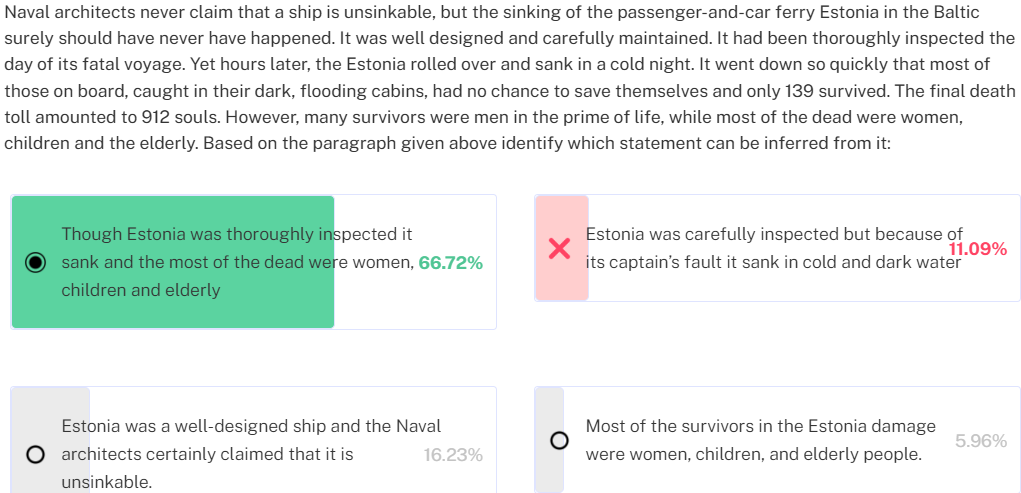 Naval architects never claim that a ship is unsinkable, but the sinking of the passenger-and-car ferry Estonia in the Baltic
surely should have never have happened. It was well designed and carefully maintained. It had been thoroughly inspected the
day of its fatal voyage. Yet hours later, the Estonia rolled over and sank in a cold night. It went down so quickly that most of
those on board, caught in their dark, flooding cabins, had no chance to save themselves and only 139 survived. The final death
toll amounted to 912 souls. However, many survivors were men in the prime of life, while most of the dead were women,
children and the elderly. Based on the paragraph given above identify which statement can be inferred from it:
Though Estonia was thoroughly inspected it
sank and the most of the dead were women, 66.72%
children and elderly
Estonia was carefully inspected but because of
11.09%
its captain's fault it sank in cold and dark water
Estonia was a well-designed ship and the Naval
architects certainly claimed that it is 16.23%
unsinkable.
Most of the survivors in the Estonia damage
5.96%
were women, children, and elderly people.